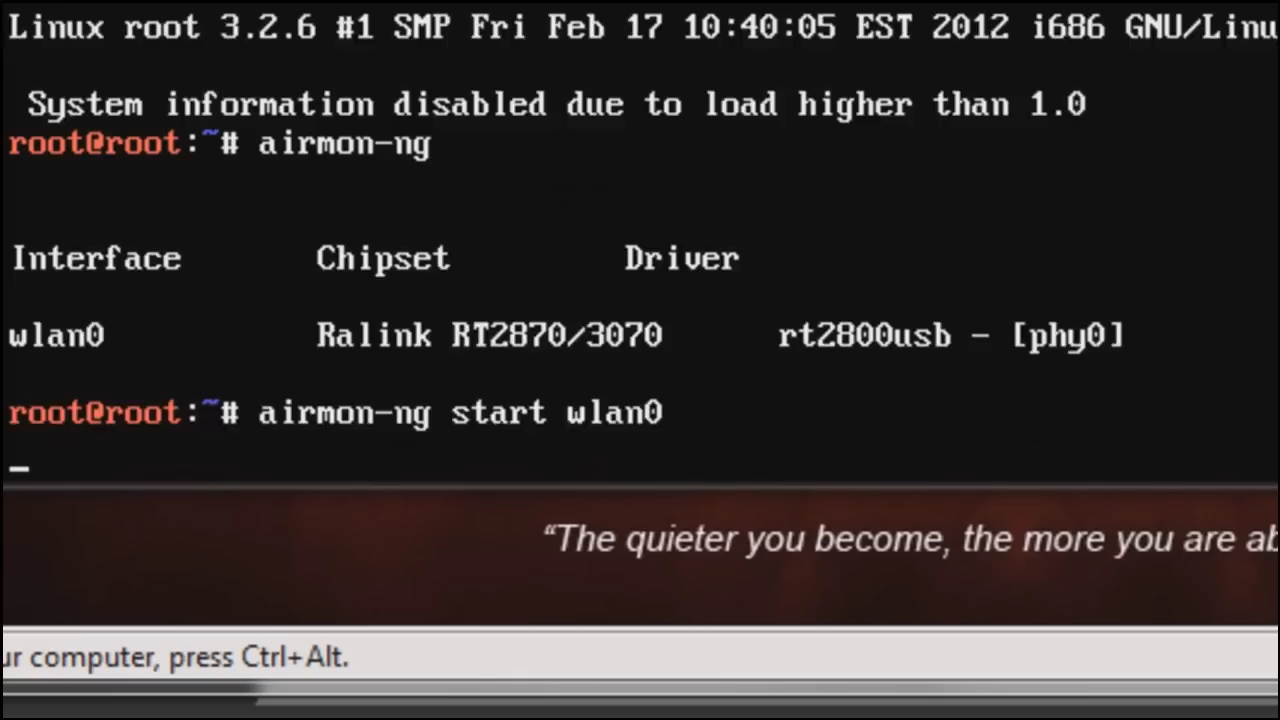 Linux root 3.2.6 #1 SMP Fri Feb 17 10:40:05 EST 2012 i686 GNU/Linu
System information disabled due to load higher than 1.0
root@root:~# airmon-ng
Interface Chipset Driver
wlan0 Ralink RT2870/3070 rt2800usb - [phy0]
root@root:~# airmon-ng start wlan0
“The quieter you become, the more you are ab
ur computer, press Ctrl+Alt.